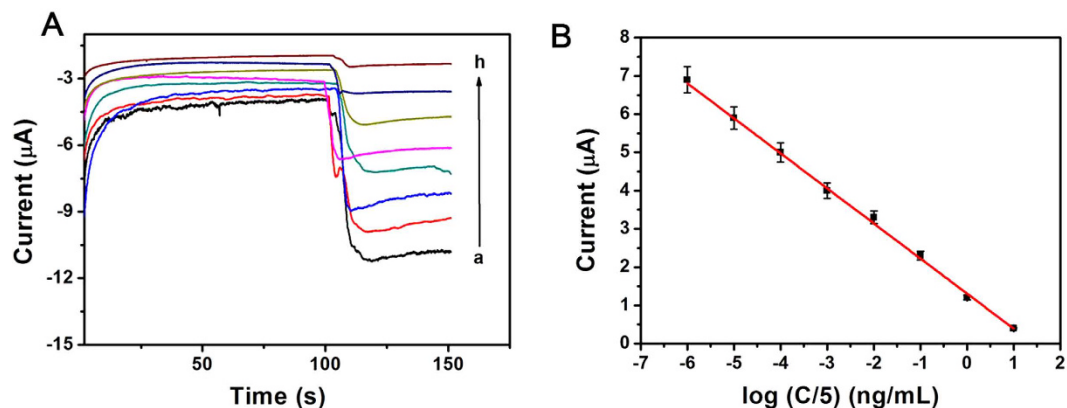 A
-3
-6
-9
-12
-15
Current (μA)
50
100
150
Time (s)
h
a
B
8
7
6
5
4
3
2
1
0
Current (μA)
-7 -6 -5 -4 -3 -2 -1 0 1 2
log (C/5) (ng/mL)